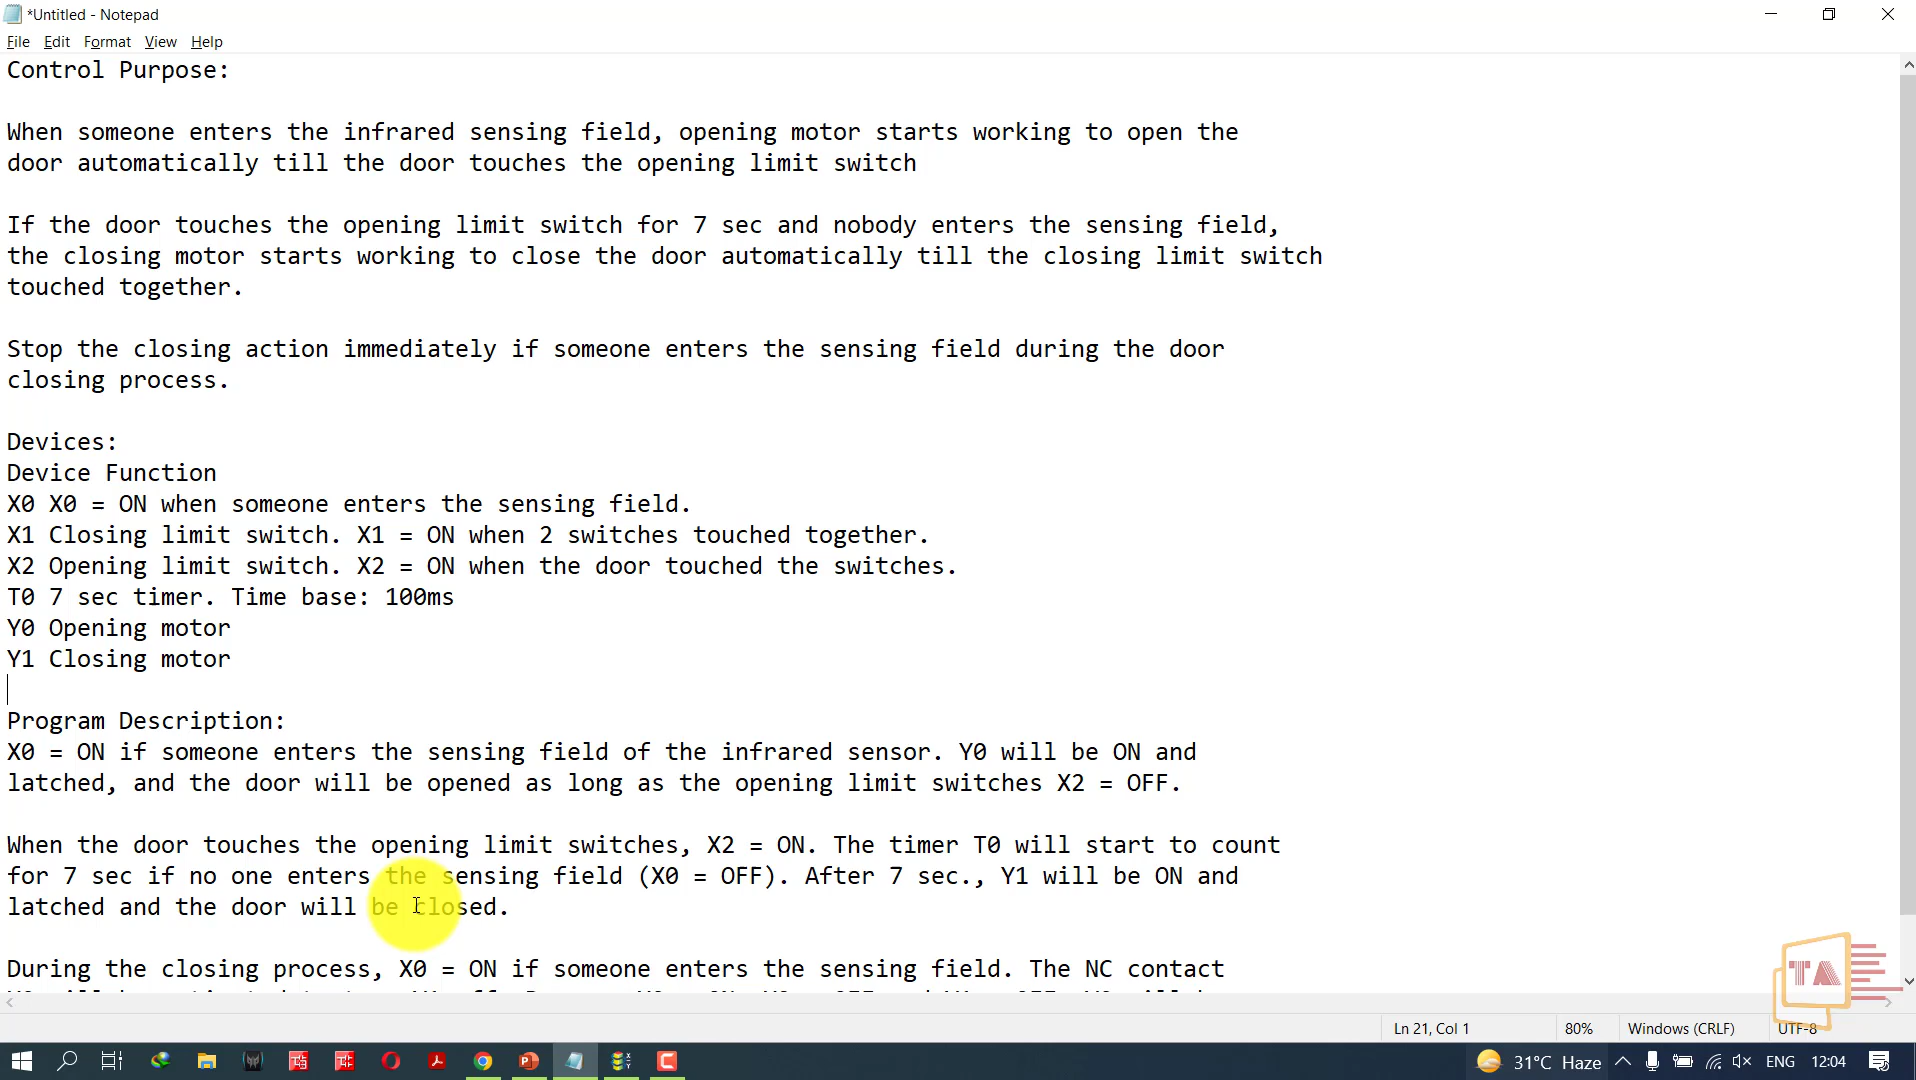 *Untitled - Notepad
File Edit Format View Help
Control Purpose:
When someone enters the infrared sensing field, opening motor starts working to open the
door automatically till the door touches the opening limit switch
If the door touches the opening limit switch for 7 sec and nobody enters the sensing field,
the closing motor starts working to close the door automatically till the closing limit switch
touched together.
Stop the closing action immediately if someone enters the sensing field during the door
closing process.
Devices:
Device Function
X0 X0 = ON when someone enters the sensing field.
X1 Closing limit switch. X1 = ON when 2 switches touched together.
X2 Opening limit switch. X2 = ON when the door touched the switches.
T0 7 sec timer. Time base: 100ms
Y0 Opening motor
Y1 Closing motor
Program Description:
X0 = ON if someone enters the sensing field of the infrared sensor. Y0 will be ON and
latched, and the door will be opened as long as the opening limit switches X2 = OFF.
When the door touches the opening limit switches, X2 = ON. The timer T0 will start to count
for 7 sec if no one enters the sensing field (X0 = OFF). After 7 sec., Y1 will be ON and
latched and the door will be closed.
During the closing process, X0 = ON if someone enters the sensing field. The NC contact
TA
Ln 21, Col 1 80% Windows (CRLF) UTF-8
31°C Haze ENG 12:04